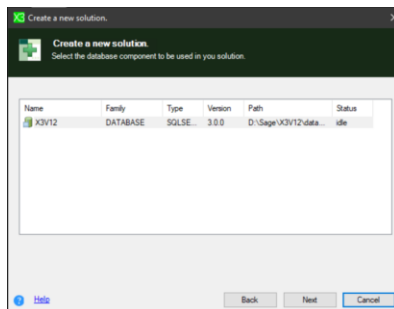 X3 Create a new solution.
Create a new solution.
Select the database component to be used in you solution.
Name Family Type Version Path Status
X3V12 DATABASE SQLSE... 3.0.0 D:\Sage\X3V12\data... idle
? Help Back Next Cancel